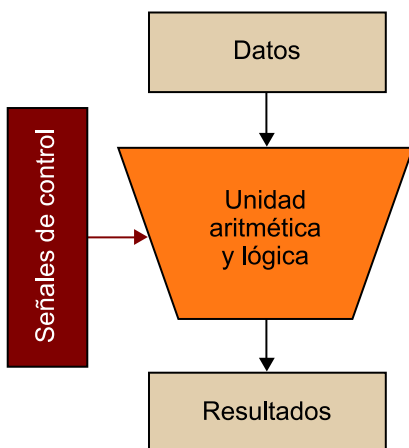 Datos
Señales de control
Unidad
aritmética
y lógica
Resultados